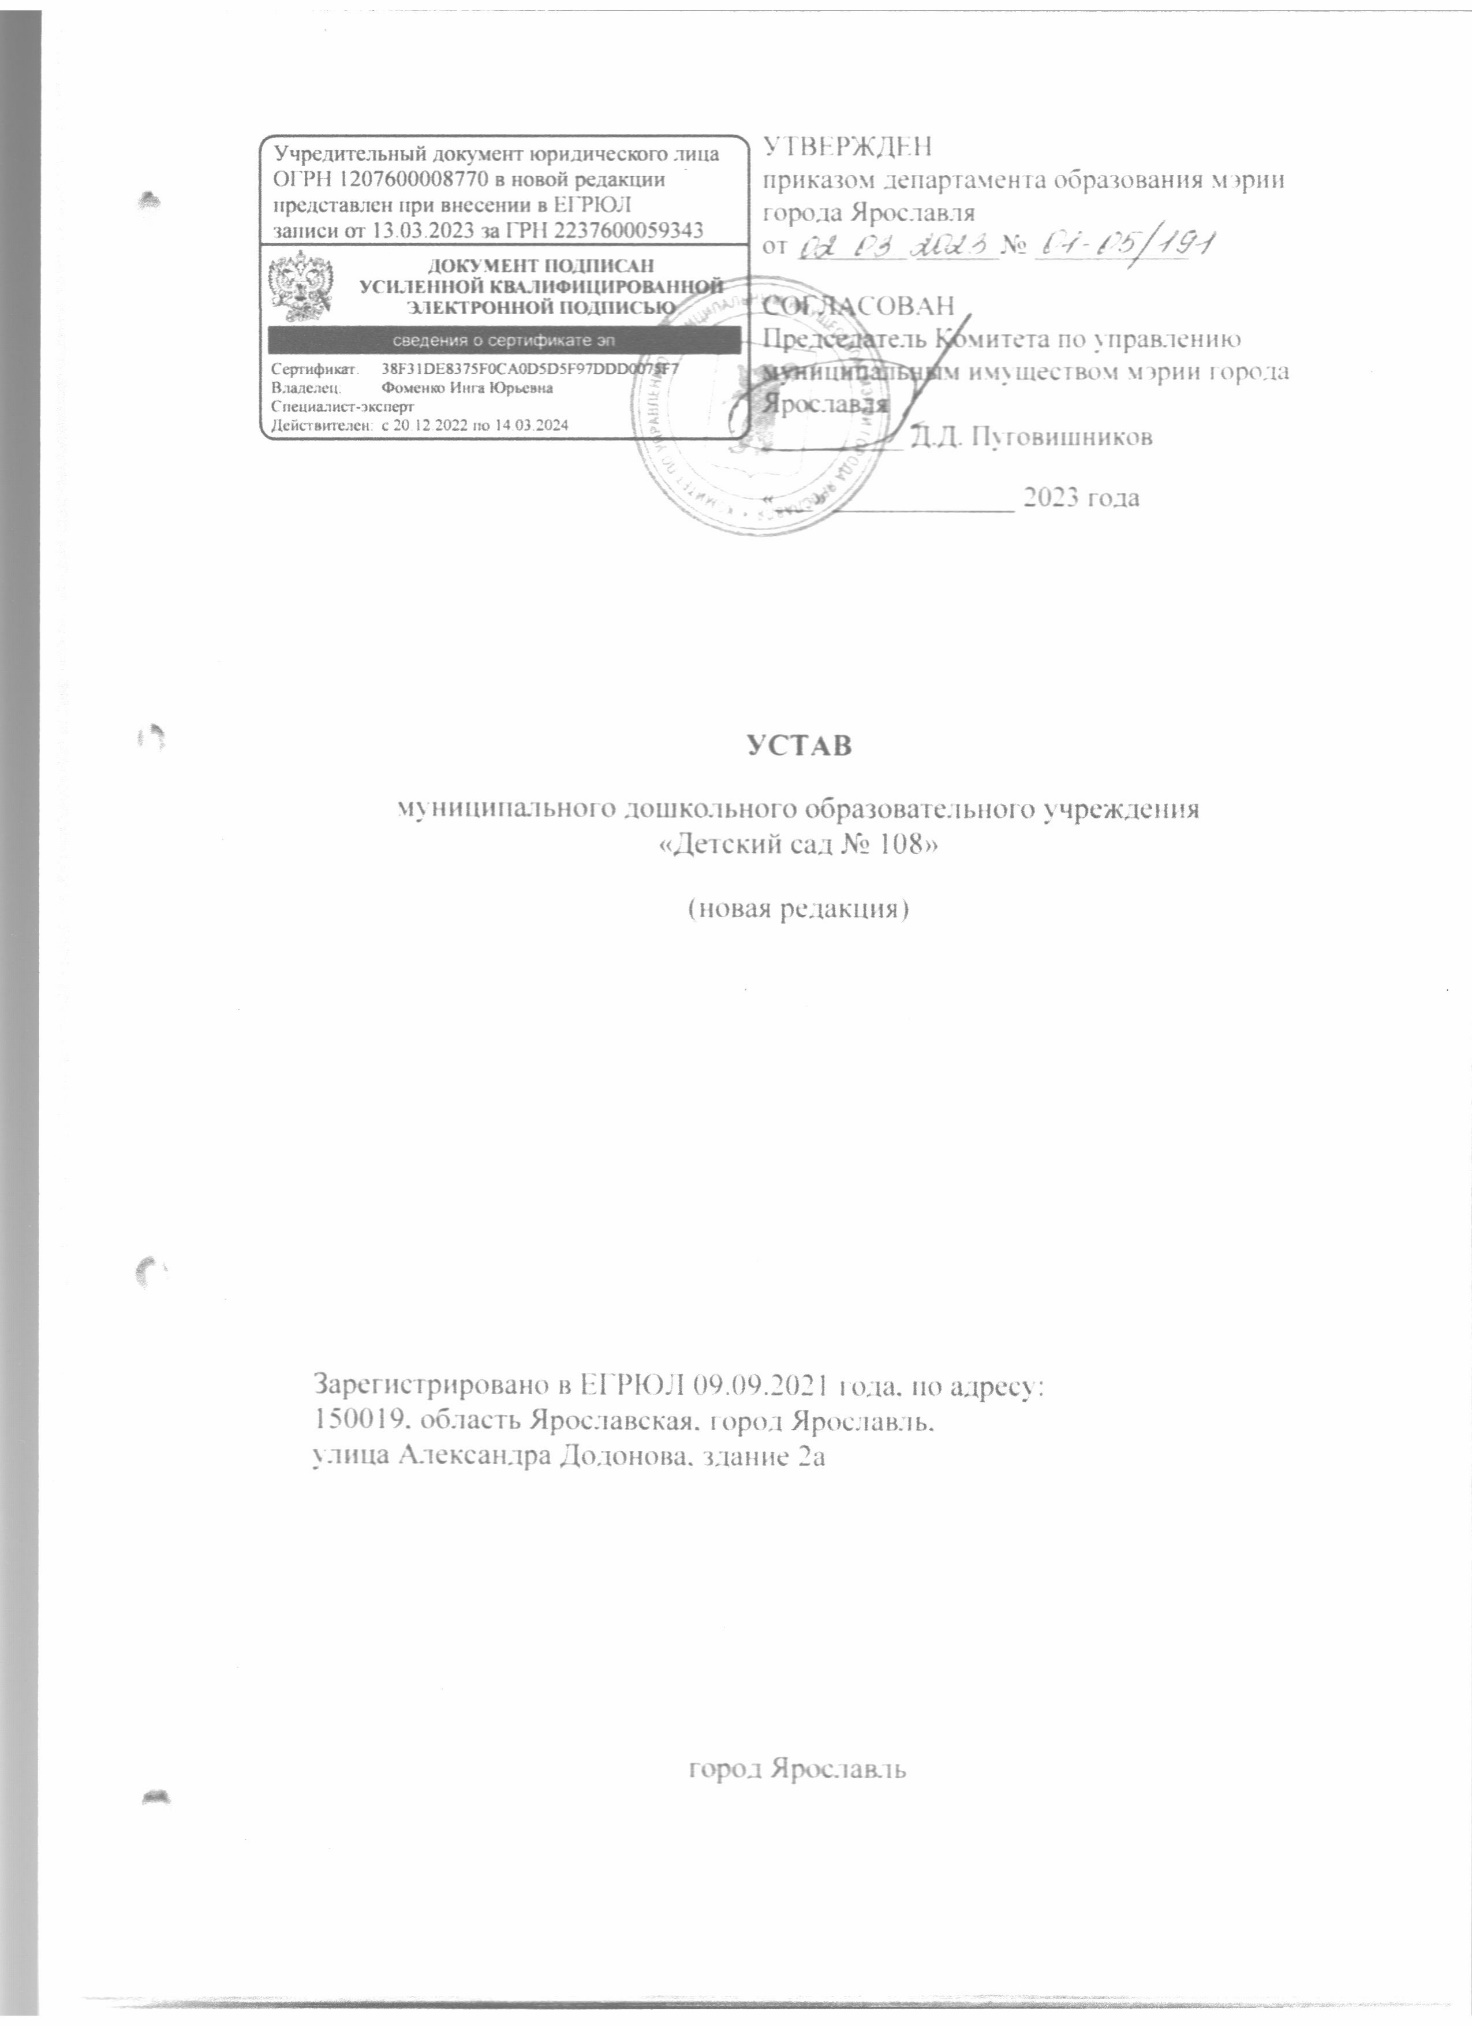 Учредительный документ юридического лица
ОГРН 1207600008770 в новой редакции
представлен при внесении в ЕГРЮЛ
записи от 13.03.2023 за ГРН 2237600059343
ДОКУМЕНТ ПОДПИСАН
УСИЛЕННОЙ КВАЛИФИЦИРОВАННОЙ
ЭЛЕКТРОННОЙ ПОДПИСЬЮ
сведения о сертификате эп
Сертификат: 38F31DE8375F0CA0D5D5F97DDD0075F7
Владелец: Фоменко Инга Юрьевна
Специалист-эксперт
Действителен: с 20.12.2022 по 14.03.2024
УТВЕРЖДЕН
приказом департамента образования мэрии
города Ярославля
от 02 03 2023 № 01-05/191
СОГЛАСОВАН
Председатель Комитета по управлению
муниципальным имуществом мэрии города
Ярославля
Д.Д. Пуговишников
«    » 2023 года
УСТАВ
муниципального дошкольного образовательного учреждения
«Детский сад № 108»
(новая редакция)
Зарегистрировано в ЕГРЮЛ 09.09.2021 года, по адресу:
150019, область Ярославская, город Ярославль,
улица Александра Додонова, здание 2а
город Ярославль